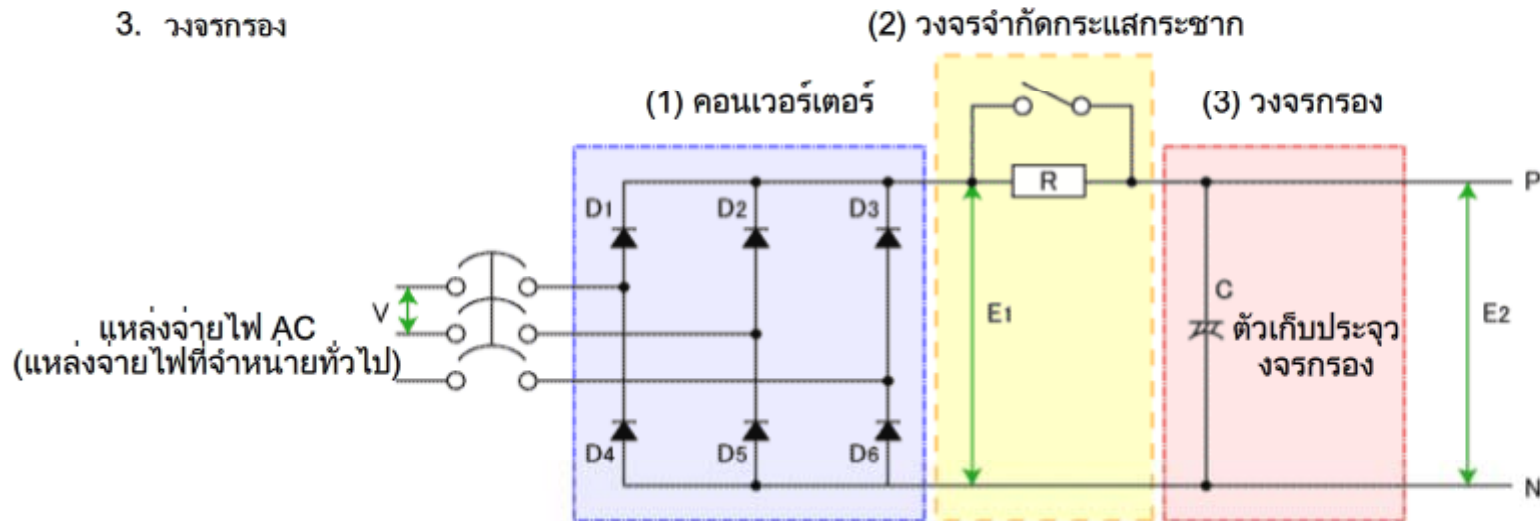 3. วงจรกรอง
(2) วงจรจำกัดกระแสกระชาก
(1) คอนเวอร์เตอร์
(3) วงจรกรอง
R
P
D1
D2
D3
V
แหล่งจ่ายไฟ AC
(แหล่งจ่ายไฟที่จำหน่ายทั่วไป)
E1
C
ตัวเก็บประจุว
งจรกรอง
E2
D4
D5
D6
N